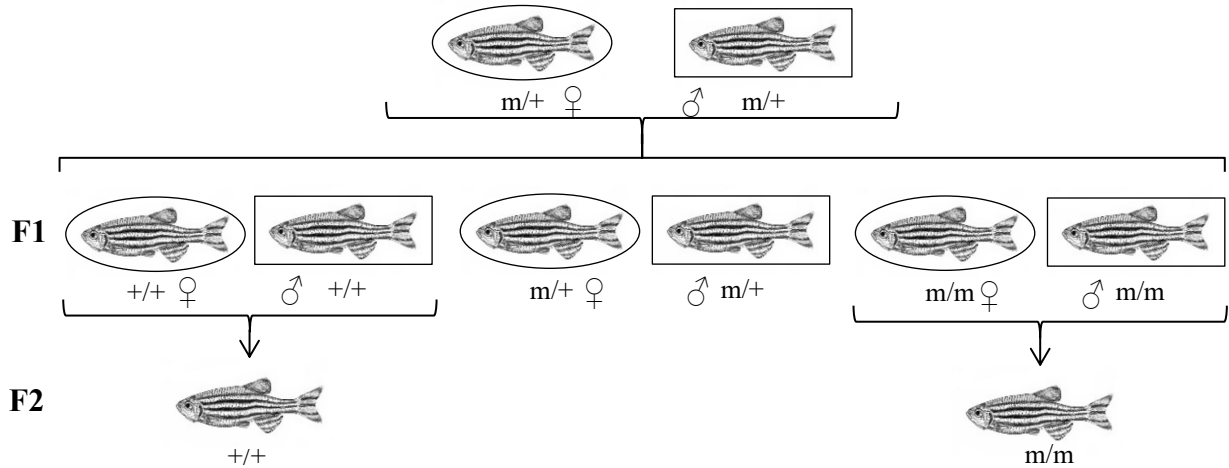 m/+ ♀ ♂ m/+
F1
+/+ ♀ ♂ +/+ m/+ ♀ ♂ m/+ m/m ♀ ♂ m/m
F2
+/+ m/m